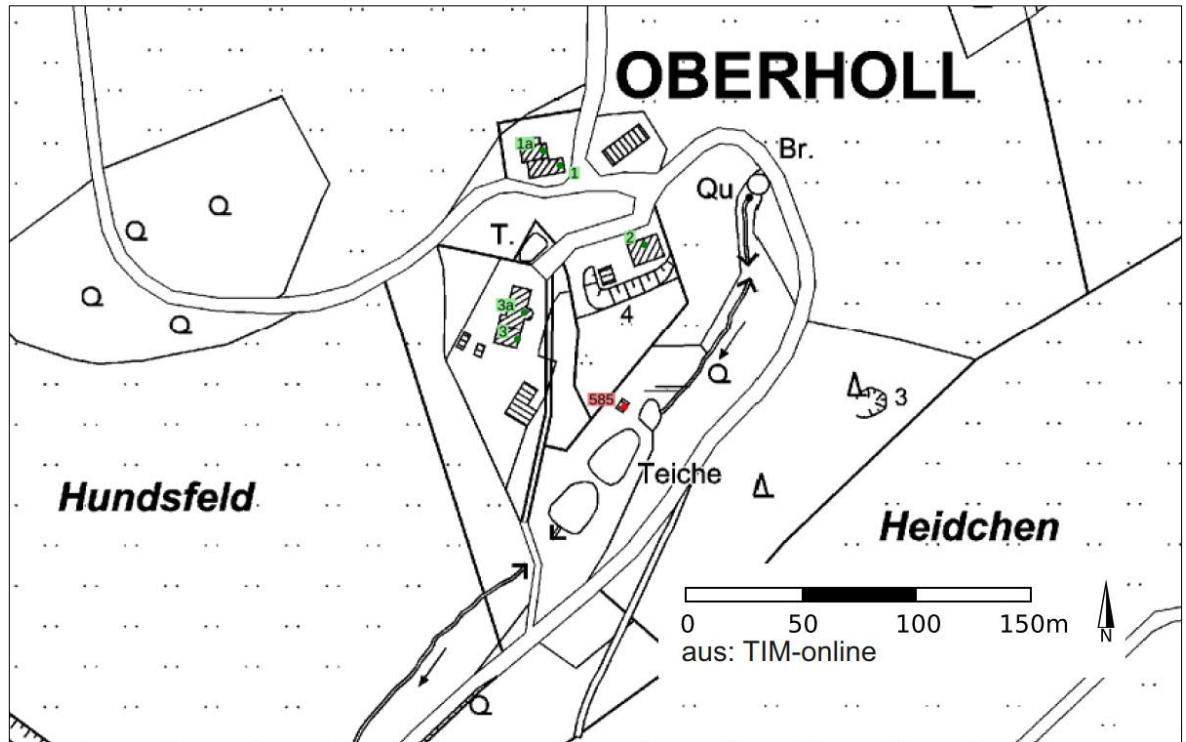 OBERHOLL
1a
1
Br.
Qu
T.
2
3a
3
4
585
3
Teiche
Hundsfeld
Heidchen
0 50 100 150m
aus: TIM-online
N